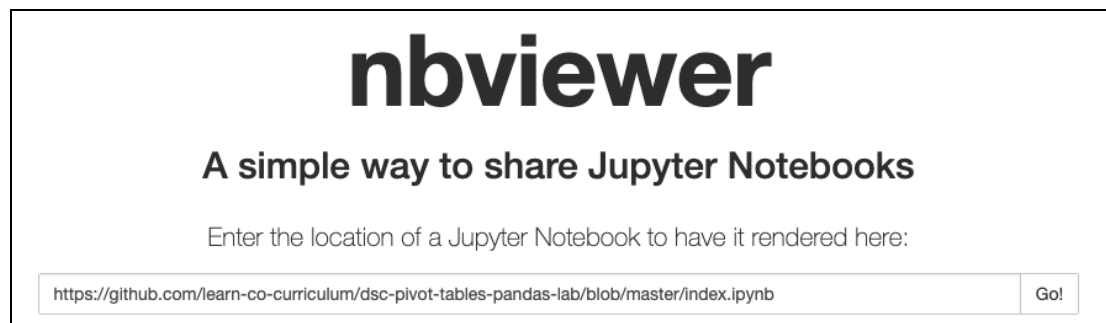 nbviewer
A simple way to share Jupyter Notebooks
Enter the location of a Jupyter Notebook to have it rendered here:
https://github.com/learn-co-curriculum/dsc-pivot-tables-pandas-lab/blob/master/index.ipynb Go!